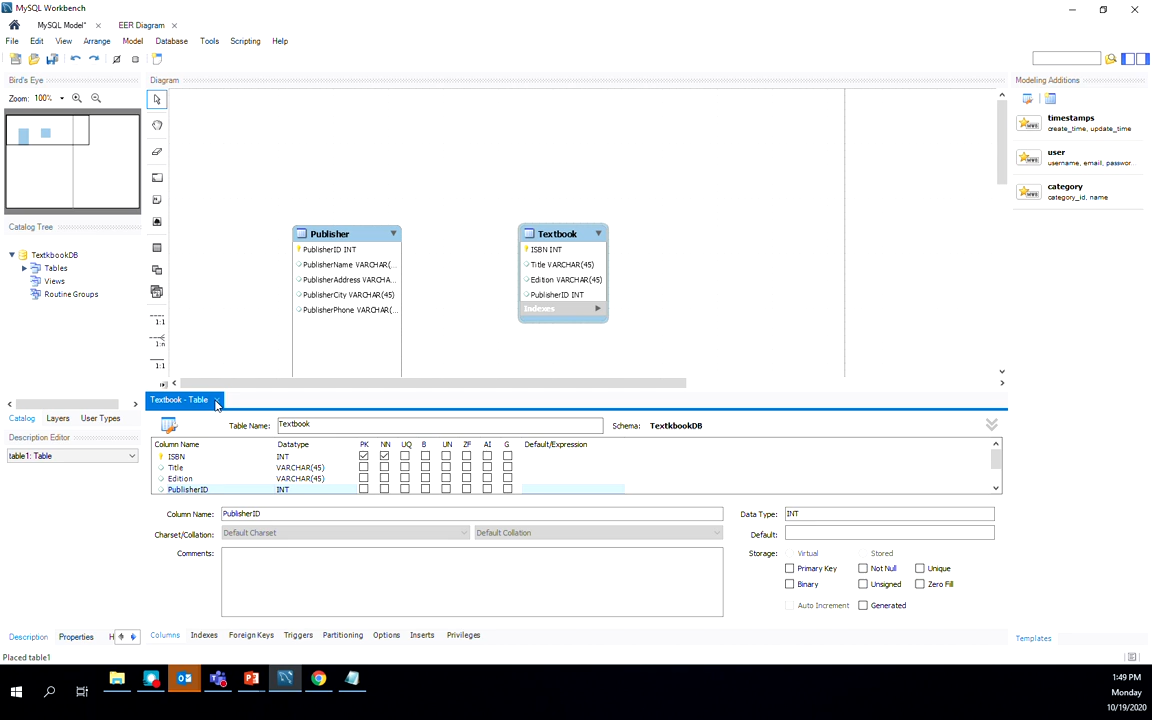 MySQL Workbench
MySQL Model*
EER Diagram
File Edit View Arrange Model Database Tools Scripting Help
Bird's Eye
Zoom: 100%
Diagram
Modeling Additions
timestamps
create_time, update_time
user
username, email, passwor.
category
category_id, name
Catalog Tree
TextkbookDB
Tables
Views
Routine Groups
Publisher
PublisherID INT
PublisherName VARCHAR(...
PublisherAddress VARCHA...
PublisherCity VARCHAR(45)
PublisherPhone VARCHAR(...
Textbook
ISBN INT
Title VARCHAR(45)
Edition VARCHAR(45)
PublisherID INT
Indexes
1:1
1:n
1:1
Catalog Layers User Types
Description Editor
table1: Table
Textbook - Table
Table Name: Textbook Schema: TextkbookDB
Column Name Datatype PK NN UQ B UN ZF AI G Default/Expression
ISBN INT
Title VARCHAR(45)
Edition VARCHAR(45)
PublisherID INT
Column Name: PublisherID Data Type: INT
Charset/Collation: Default Charset Default Collation Default:
Comments: Storage: Virtual Stored
Primary Key Not Null Unique
Binary Unsigned Zero Fill
Auto Increment Generated
Description Properties H
Columns Indexes Foreign Keys Triggers Partitioning Options Inserts Privileges
Templates
Placed table1
1:49 PM
Monday
10/19/2020